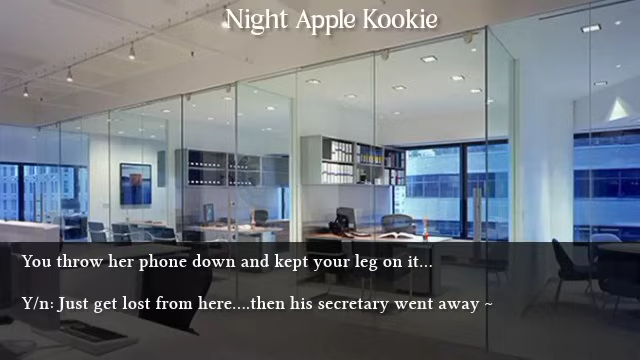 Night Apple Kookie
You throw her phone down and kept your leg on it...
Y/n: Just get lost from here....then his secretary went away ~